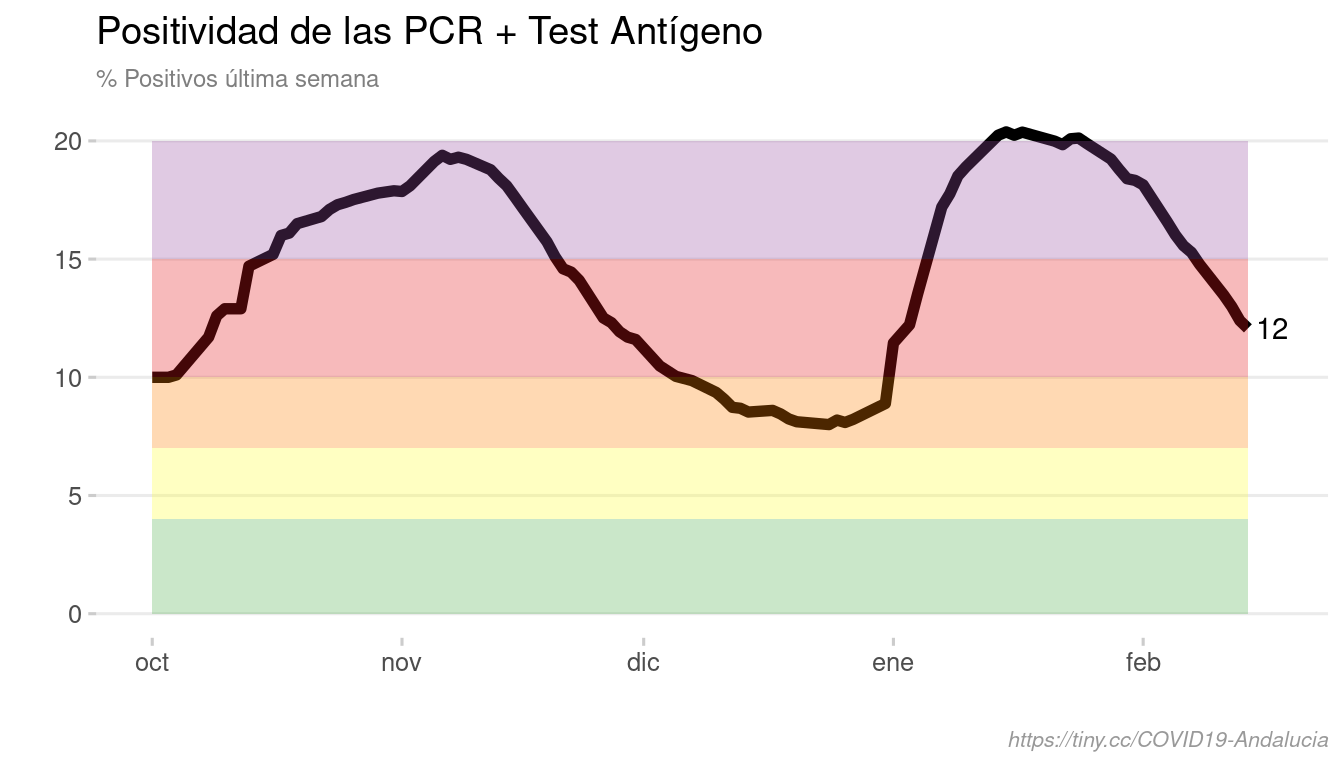 Positividad de las PCR + Test Antígeno
% Positivos última semana
20
15
10
5
0
12
oct nov dic ene feb
https://tiny.cc/COVID19-Andalucia